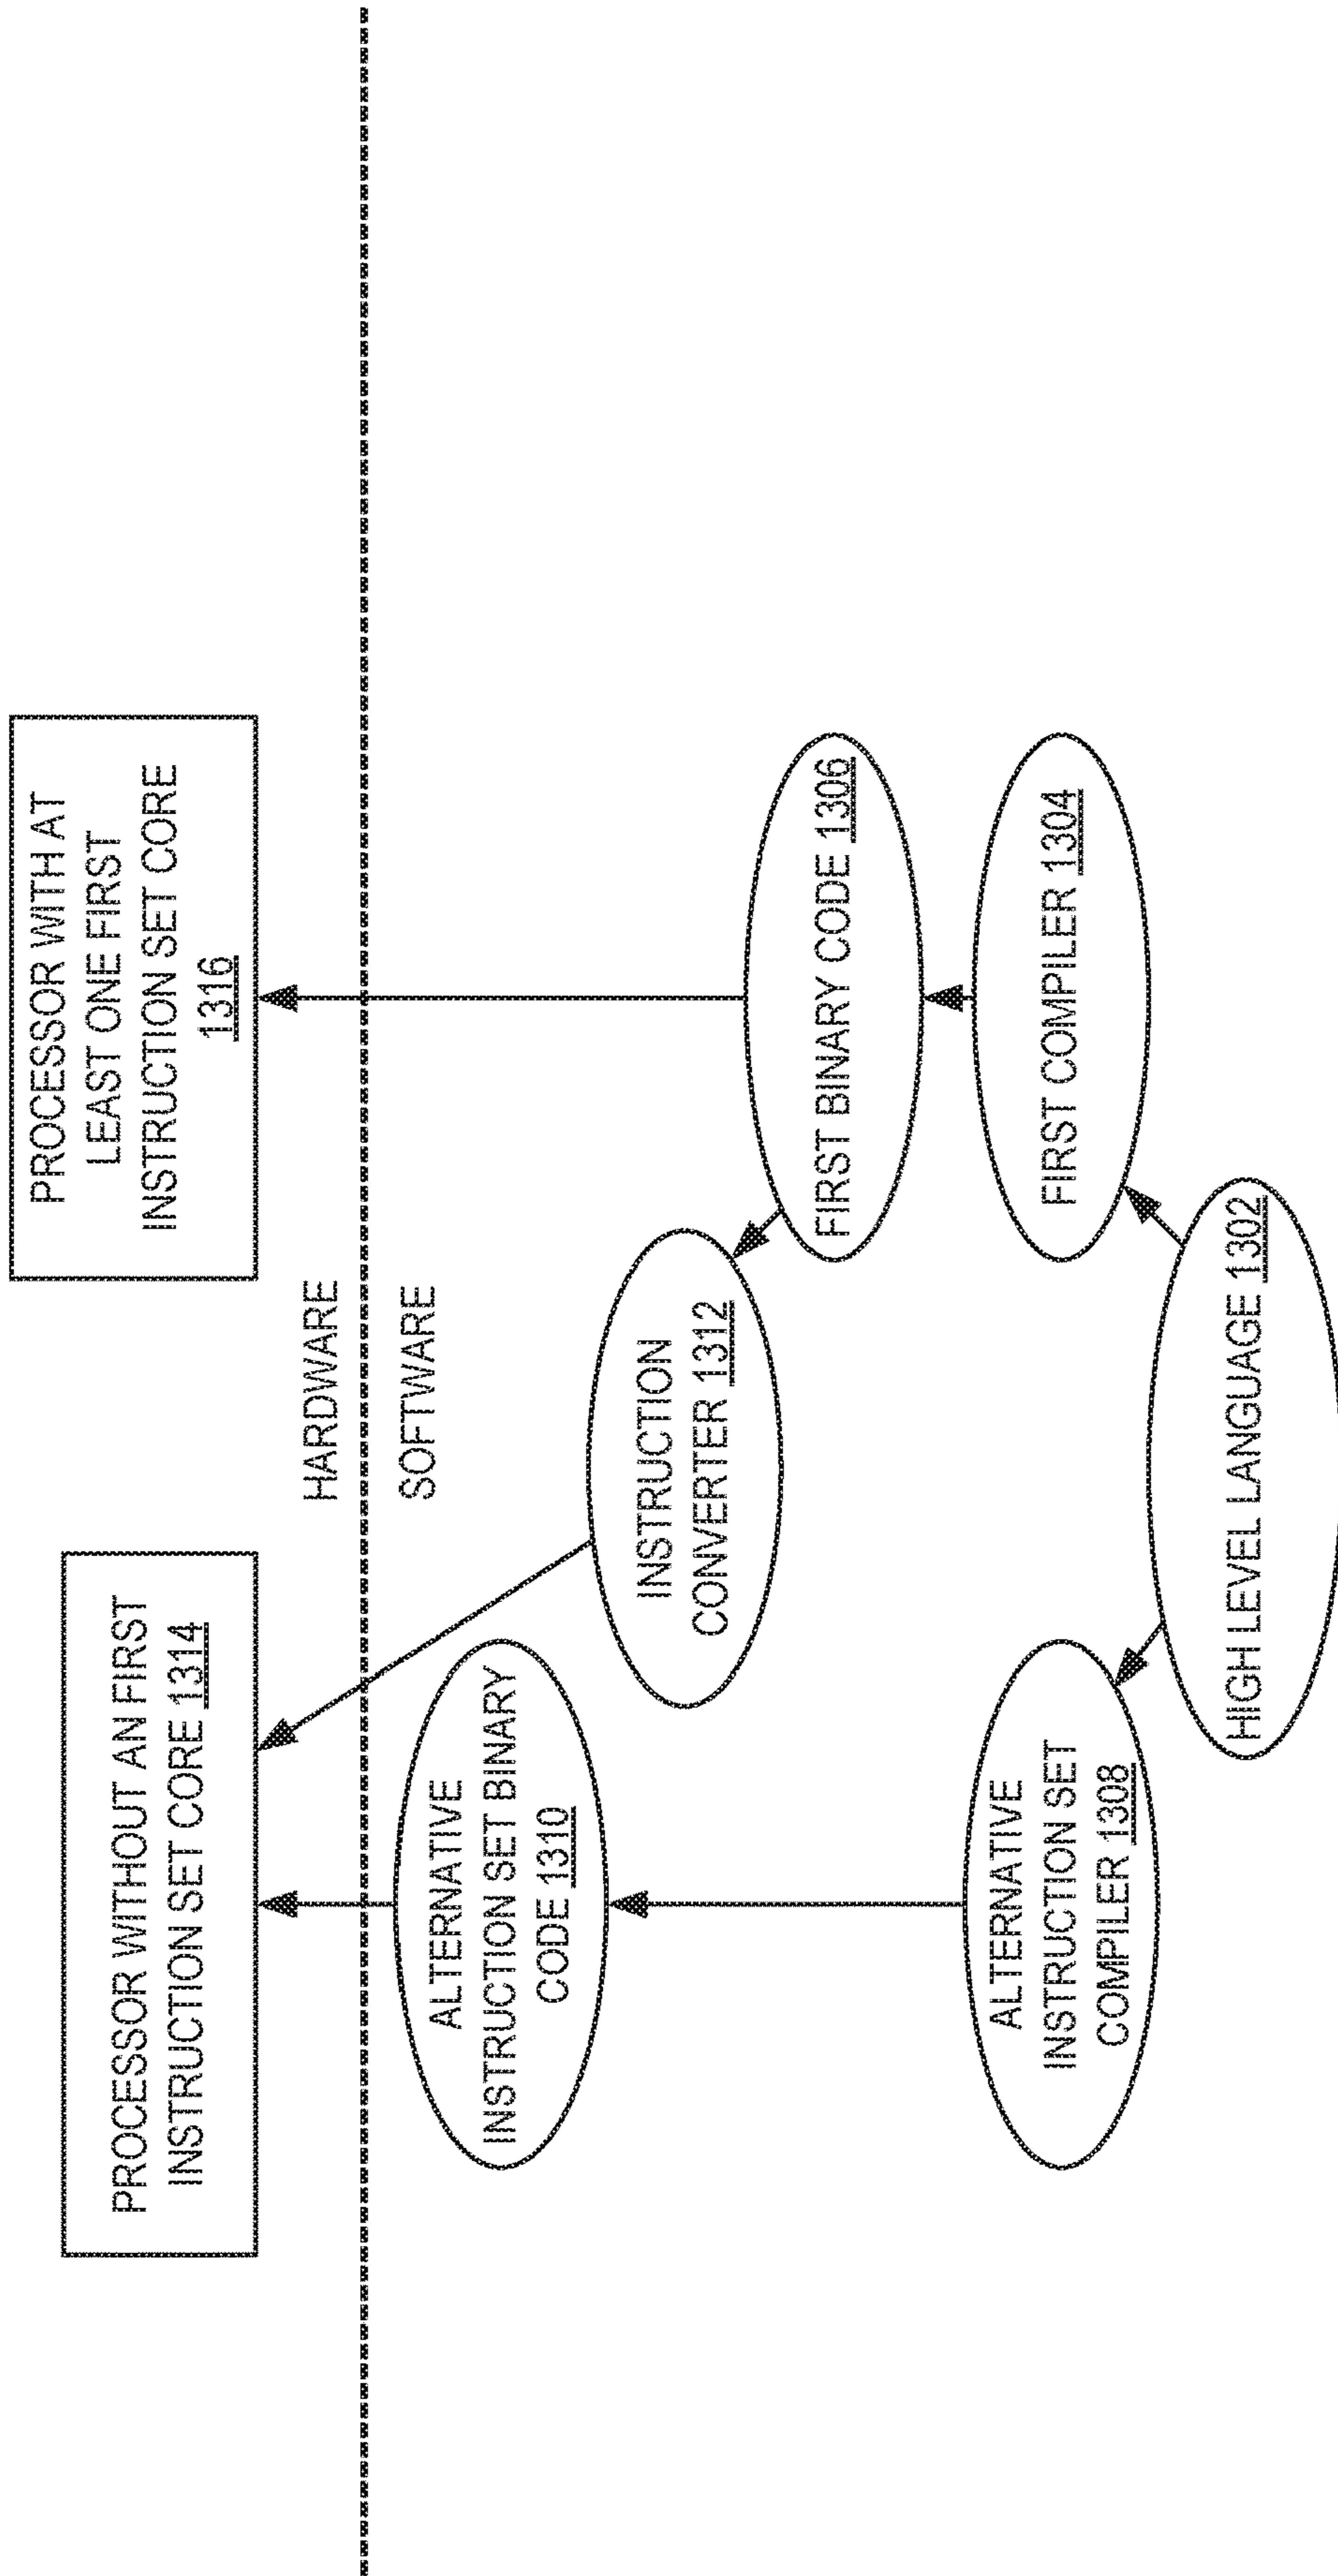 PROCESSOR WITHOUT AN FIRST
INSTRUCTION SET CORE 1314
PROCESSOR WITH AT
LEAST ONE FIRST
INSTRUCTION SET CORE
1316
HARDWARE
SOFTWARE
ALTERNATIVE
INSTRUCTION SET BINARY
CODE 1310
INSTRUCTION
CONVERTER 1312
FIRST BINARY CODE 1306
ALTERNATIVE
INSTRUCTION SET
COMPILER 1308
FIRST COMPILER 1304
HIGH LEVEL LANGUAGE 1302